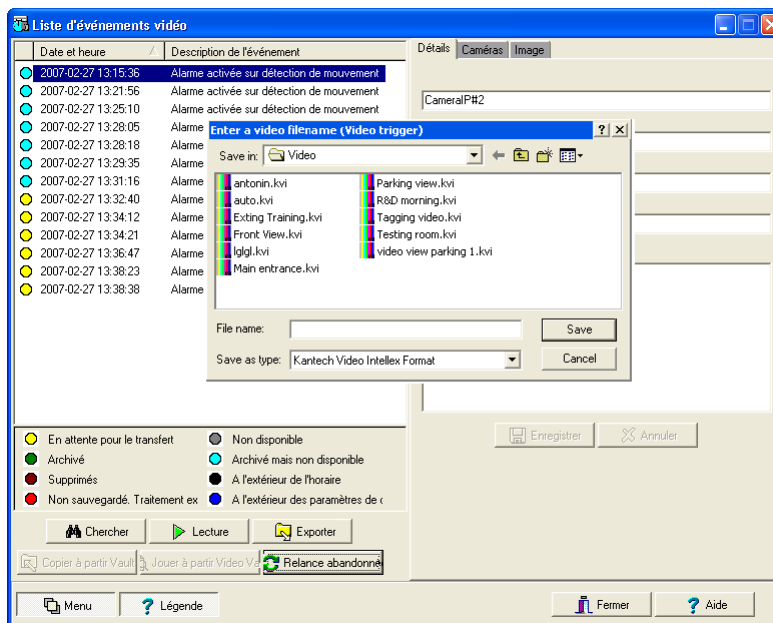 Liste d'événements vidéo
Date et heure
Description de l'événement
2007-02-27 13:15:36 Alarme activée sur détection de mouvement
2007-02-27 13:21:56 Alarme activée sur détection de mouvement
2007-02-27 13:25:10 Alarme activée sur détection de mouvement
2007-02-27 13:28:05 Alarme
2007-02-27 13:28:18 Alarme
2007-02-27 13:29:35 Alarme
2007-02-27 13:31:16 Alarme
2007-02-27 13:32:40 Alarme
2007-02-27 13:34:12 Alarme
2007-02-27 13:34:21 Alarme
2007-02-27 13:36:47 Alarme
2007-02-27 13:38:23 Alarme
2007-02-27 13:38:38 Alarme
Détails Caméras Image
CameraIP#2
Enter a video filename (Video trigger)
Save in: Video
antonin.kvi
auto.kvi
Exting Training.kvi
Front View.kvi
lglgl.kvi
Main entrance.kvi
Parking view.kvi
R&D morning.kvi
Tagging video.kvi
Testing room.kvi
video view parking 1.kvi
File name:
Save
Save as type: Kantech Video Intellex Format
Cancel
En attente pour le transfert
Archivé
Supprimés
Non sauvegardé. Traitement ex
Non disponible
Archivé mais non disponible
A l'extérieur de l'horaire
A l'extérieur des paramètres de c
Enregistrer
Annuler
Chercher
Lecture
Exporter
Copier à partir Vault
Jouer à partir Video Va
Relance abandonné
Menu
Légende
Fermer
Aide